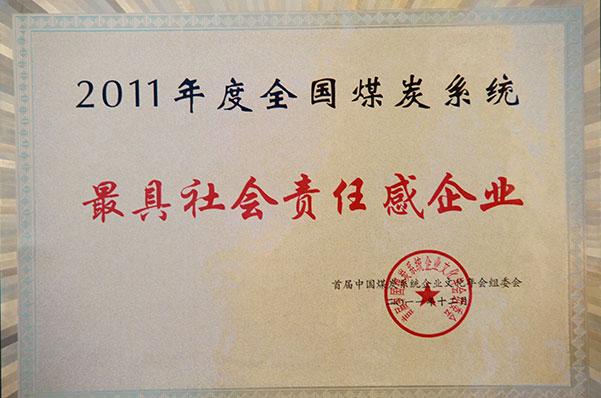 2011年度全国煤炭系统
最具社会责任感企业
首届中国煤炭系统企业文化年会组委会
二〇一一年十二月